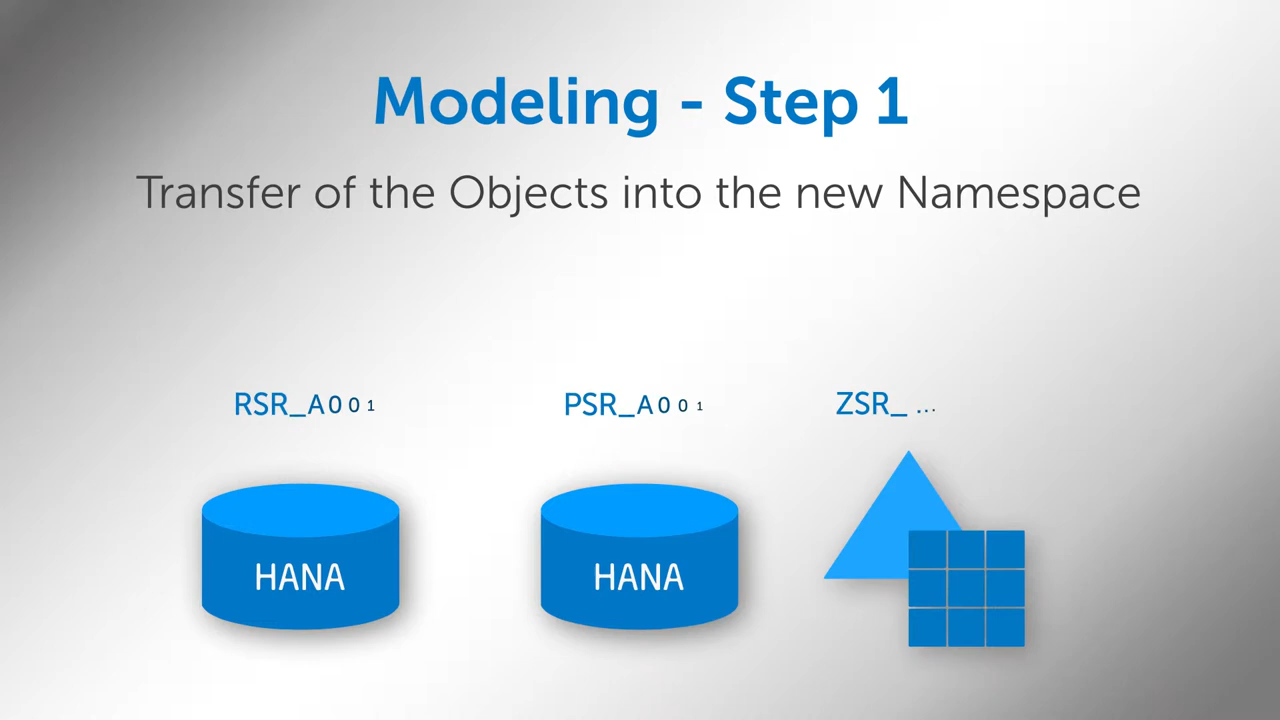 Modeling - Step 1
Transfer of the Objects into the new Namespace
RSR_A001 PSR_A001 ZSR_ ...
HANA HANA